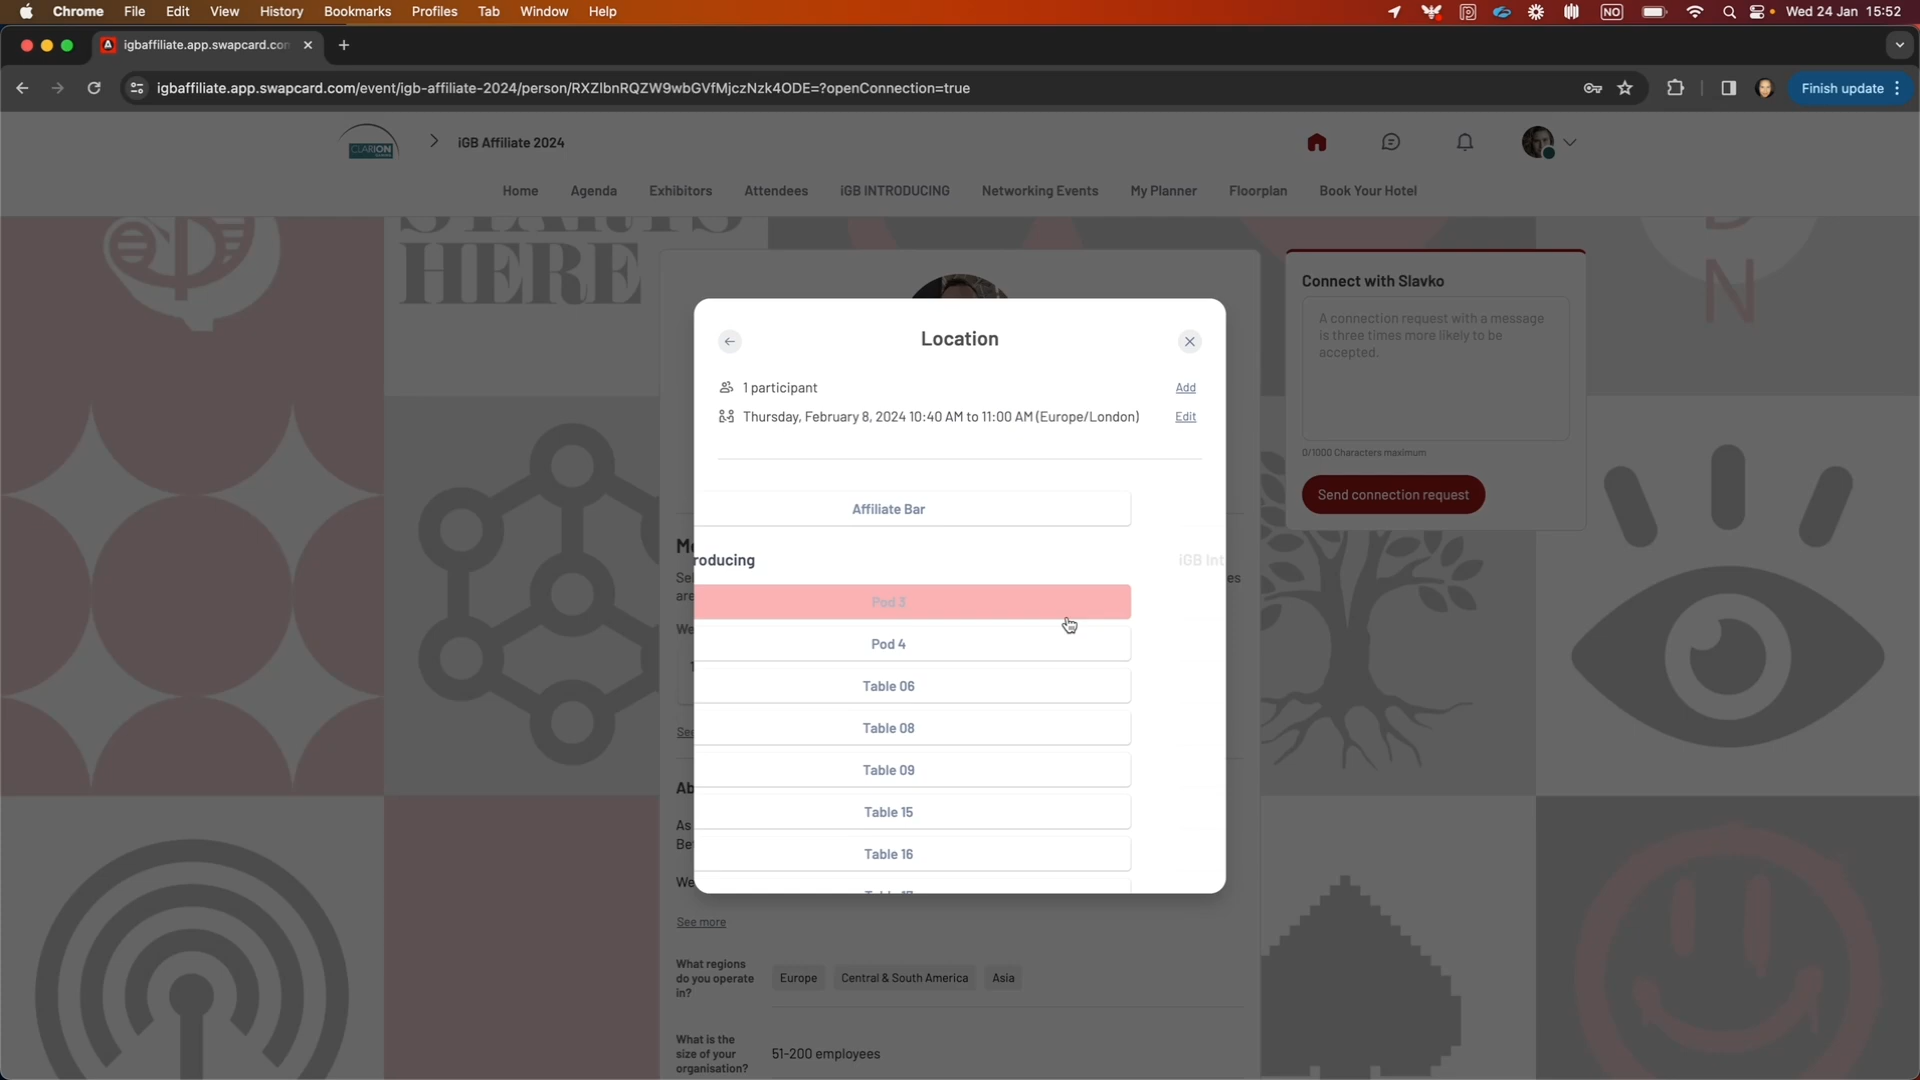 Chrome File Edit View History Bookmarks Profiles Tab Window Help NO Wed 24 Jan 15:52
igbaffiliate.app.swapcard.com
igbaffiliate.app.swapcard.com/event/igb-affiliate-2024/person/RXZlbnRQZW9wbGVfMjczNzk4ODE=?openConnection=true Finish update
CLARION iGB Affiliate 2024
Home Agenda Exhibitors Attendees iGB INTRODUCING Networking Events My Planner Floorplan Book Your Hotel
HERE
D
N
Connect with Slavko
A connection request with a message
is three times more likely to be
accepted.
0/1000 Characters maximum
Send connection request
Location
1 participant Add
Thursday, February 8, 2024 10:40 AM to 11:00 AM (Europe/London) Edit
Affiliate Bar
roducing iGB Int
Pod 3
Pod 4
Table 06
Table 08
Table 09
Table 15
Table 16
See more
What regions
do you operate
in?
Europe Central & South America Asia
What is the
size of your
organisation?
51-200 employees